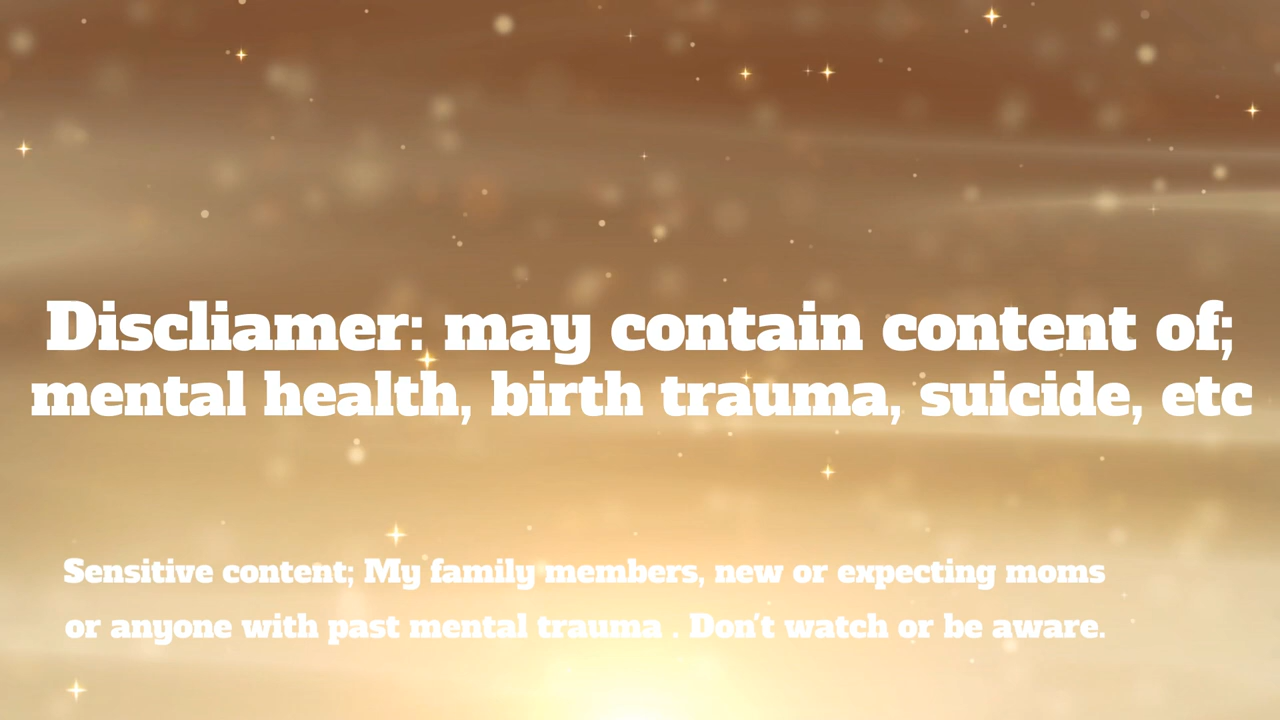 Discliamer: may contain content of;
mental health, birth trauma, suicide, etc
Sensitive content; My family members, new or expecting moms
or anyone with past mental trauma . Don't watch or be aware.